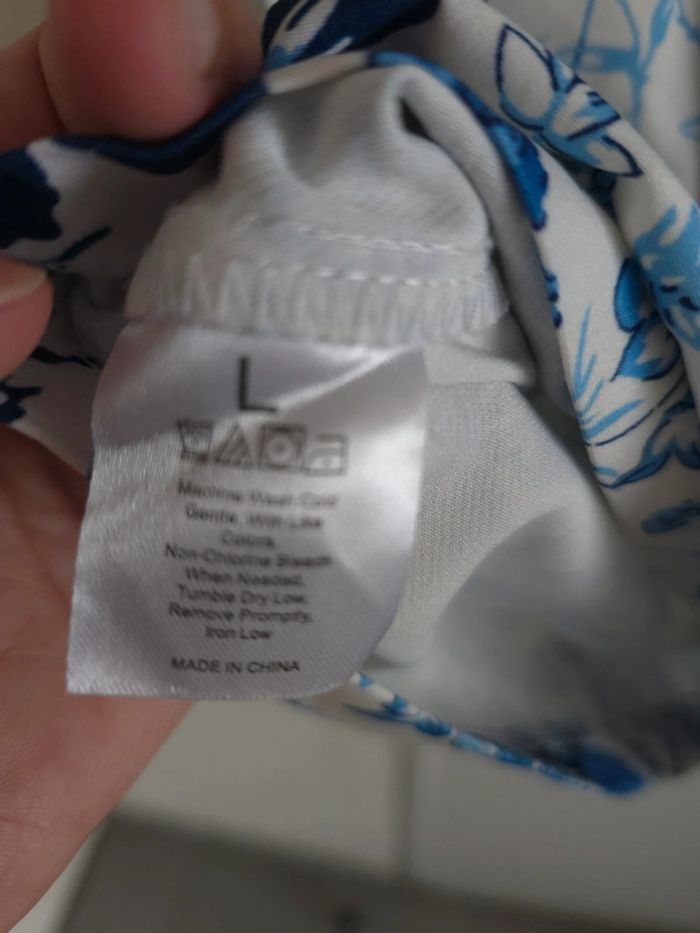 L
Machine Wash Cold
Gentle, With Like
Colors,
Non-Chlorine Bleach
When Needed,
Tumble Dry Low,
Remove Promptly,
Iron Low
MADE IN CHINA